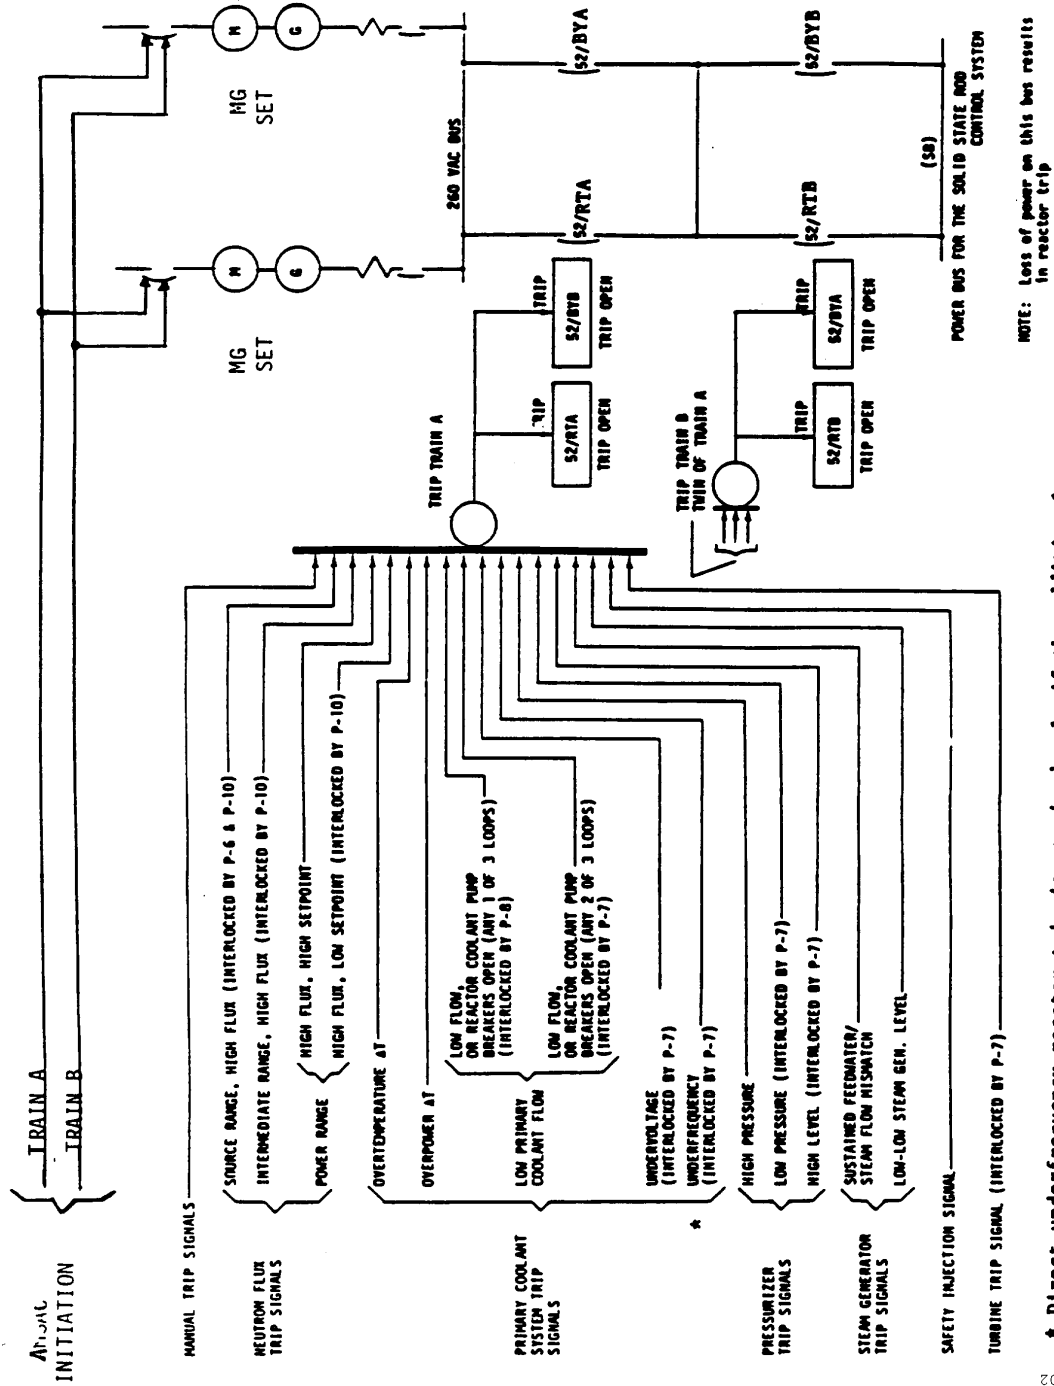 AMSAC
INITIATION
TRAIN A
TRAIN B
MG
SET
M
G
MG
SET
M
G
260 VAC BUS
52/RTA
52/BYA
52/RTB
52/BYB
(SB)
POWER BUS FOR THE SOLID STATE ROD
CONTROL SYSTEM
NOTE: Loss of power on this bus results
in reactor trip
MANUAL TRIP SIGNALS
NEUTRON FLUX
TRIP SIGNALS
SOURCE RANGE, HIGH FLUX (INTERLOCKED BY P-6 & P-10)
INTERMEDIATE RANGE, HIGH FLUX (INTERLOCKED BY P-10)
POWER RANGE
HIGH FLUX, HIGH SETPOINT
HIGH FLUX, LOW SETPOINT (INTERLOCKED BY P-10)
PRIMARY COOLANT
SYSTEM TRIP
SIGNALS
OVERTEMPERATURE ΔT
OVERPOWER ΔT
LOW PRIMARY
COOLANT FLOW
LOW FLOW,
OR REACTOR COOLANT PUMP
BREAKERS OPEN (ANY 1 OF 3 LOOPS)
(INTERLOCKED BY P-8)
LOW FLOW,
OR REACTOR COOLANT PUMP
BREAKERS OPEN (ANY 2 OF 3 LOOPS)
(INTERLOCKED BY P-7)
UNDERVOLTAGE
(INTERLOCKED BY P-7)
*
UNDERFREQUENCY
(INTERLOCKED BY P-7)
PRESSURIZER
TRIP SIGNALS
HIGH PRESSURE
LOW PRESSURE (INTERLOCKED BY P-7)
HIGH LEVEL (INTERLOCKED BY P-7)
STEAM GENERATOR
TRIP SIGNALS
SUSTAINED FEEDWATER/
STEAM FLOW MISMATCH
LOW-LOW STEAM GEN. LEVEL
SAFETY INJECTION SIGNAL
TURBINE TRIP SIGNAL (INTERLOCKED BY P-7)
TRIP TRAIN A
TRIP
52/RTA
TRIP OPEN
TRIP
52/BYB
TRIP OPEN
TRIP TRAIN B
TWIN OF TRAIN A
TRIP
52/RTB
TRIP OPEN
TRIP
52/BYA
TRIP OPEN
* Direct underfrequency reactor trip
02